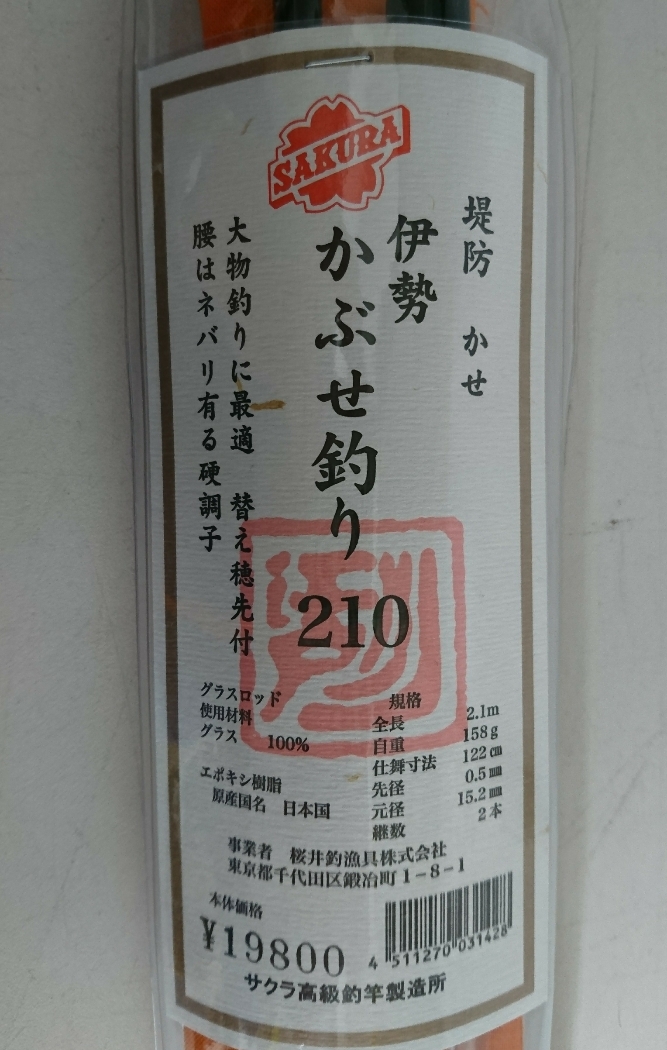 SAKURA
堤防 かせ
伊勢
かぶせ釣り
210
大物釣りに最適 替え穂先付
腰はネバリ有る硬調子
規格
全長 2.1m
自重 158g
仕舞寸法 122㎝
先径 0.5㎜
元径 15.2㎜
継数 2本
グラスロッド
使用材料
グラス 100%
エポキシ樹脂
原産国名 日本国
事業者 桜井釣漁具株式会社
東京都千代田区鍛冶町1-8-1
本体価格
¥19800
4 511270 031428
サクラ高級釣竿製造所